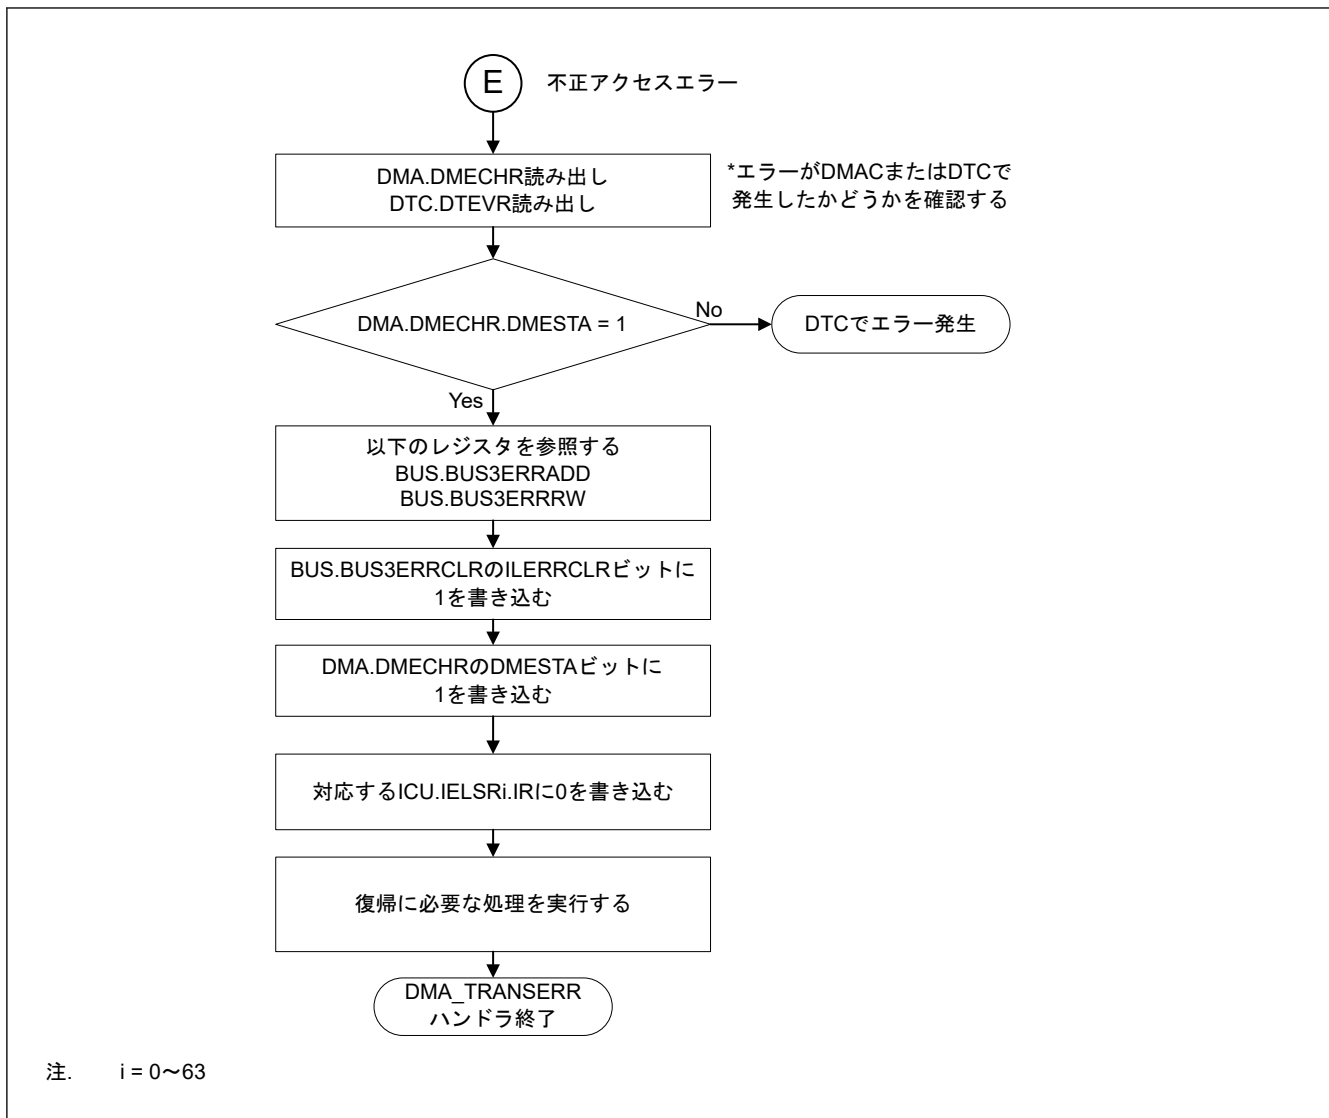 E
不正アクセスエラー
DMA.DMECHR読み出し
DTC.DTEVR読み出し
*エラーがDMACまたはDTCで
発生したかどうかを確認する
DMA.DMECHR.DMESTA = 1
No
DTCでエラー発生
Yes
以下のレジスタを参照する
BUS.BUS3ERRADD
BUS.BUS3ERRRW
BUS.BUS3ERRCLRのILERRCLRビットに
1を書き込む
DMA.DMECHRのDMESTAビットに
1を書き込む
対応するICU.IELSRi.IRに0を書き込む
復帰に必要な処理を実行する
DMA_TRANSERR
ハンドラ終了
注. i = 0～63